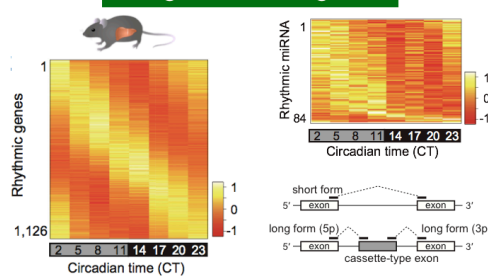 1
Rhythmic genes
1,126
2 5 8 11 14 17 20 23
Circadian time (CT)
1
0
-1
1
Rhythmic miRNA
84
2 5 8 11 14 17 20 23
Circadian time (CT)
1
0
-1
short form
5' exon exon 3'
long form (5p) long form (3p
5' exon exon 3'
cassette-type exon